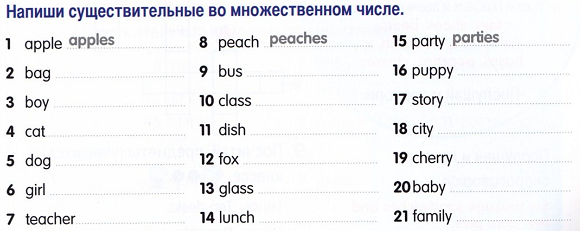 Напиши существительные во множественном числе.
1 apple apples
2 bag
3 boy
4 cat
5 dog
6 girl
7 teacher
8 peach peaches
9 bus
10 class
11 dish
12 fox
13 glass
14 lunch
15 party parties
16 puppy
17 story
18 city
19 cherry
20 baby
21 family